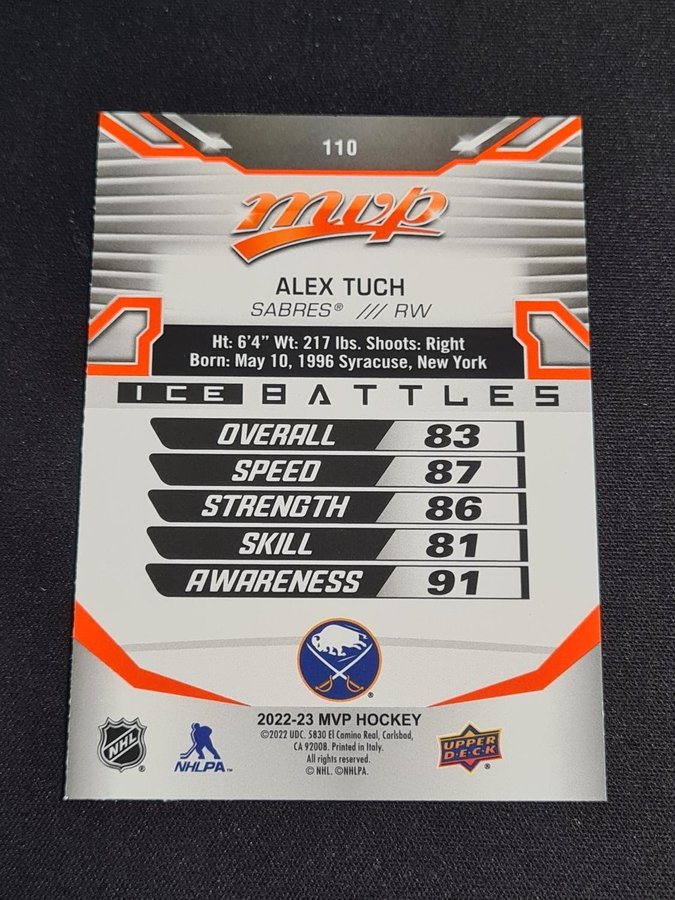 110
mvp
ALEX TUCH
SABRES® /// RW
Ht: 6'4" Wt: 217 lbs. Shoots: Right
Born: May 10, 1996 Syracuse, New York
ICE BATTLES
OVERALL 83
SPEED 87
STRENGTH 86
SKILL 81
AWARENESS 91
®
2022-23 MVP HOCKEY
©2022 UDC. 5830 El Camino Real, Carlsbad,
CA 92008. Printed in Italy.
All rights reserved.
© NHL. ©NHLPA.
NHL ®
NHLPA™
UPPER
D·E·C·K
®